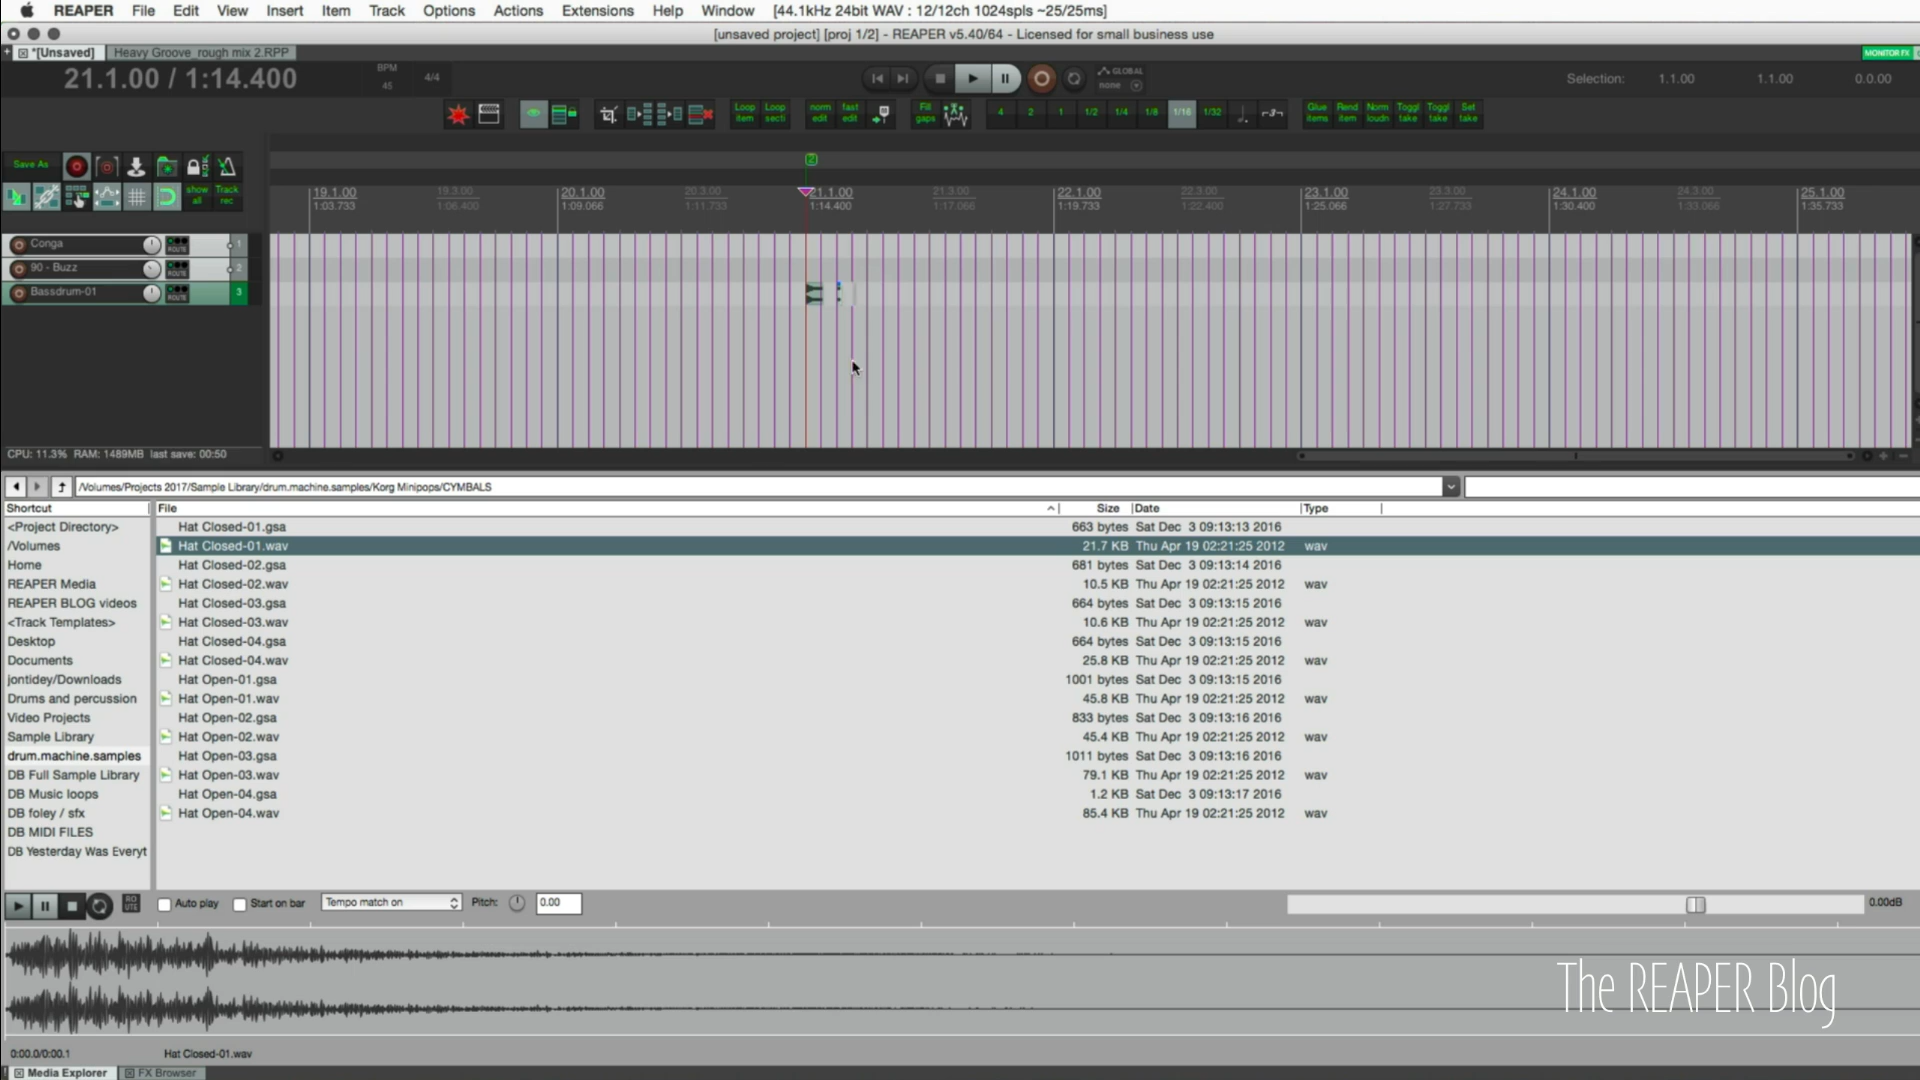 REAPER File Edit View Insert Item Track Options Actions Extensions Help Window [44.1kHz 24bit WAV : 12/12ch 1024spls ~25/25ms]
[unsaved project] [proj 1/2] - REAPER v5.40/64 - Licensed for small business use
*[Unsaved] Heavy Groove_rough mix 2.RPP MONITOR FX
21.1.00 / 1:14.400 BPM 45 4/4 GLOBAL none Selection: 1.1.00 1.1.00 0.0.00
Loop item Loop secti norm edit fast edit Fill gaps 4 2 1 1/2 1/4 1/8 1/16 1/32 -3- Glue items Rend item Norm loudn Toggl take Toggl take Set take
2
Save As
show all Track rec
19.1.00 19.3.00 20.1.00 20.3.00 21.1.00 21.3.00 22.1.00 22.3.00 23.1.00 23.3.00 24.1.00 24.3.00 25.1.00
1:03.733 1:06.400 1:09.066 1:11.733 1:14.400 1:17.066 1:19.733 1:22.400 1:25.066 1:27.733 1:30.400 1:33.066 1:35.733
Conga ROUTE 1
90 - Buzz ROUTE 2
Bassdrum-01 ROUTE 3
CPU: 11.3% RAM: 1489MB last save: 00:50
/Volumes/Projects 2017/Sample Library/drum.machine.samples/Korg Minipops/CYMBALS
Shortcut File Size Date Type
<Project Directory> Hat Closed-01.gsa 663 bytes Sat Dec 3 09:13:13 2016
/Volumes Hat Closed-01.wav 21.7 KB Thu Apr 19 02:21:25 2012 wav
Home Hat Closed-02.gsa 681 bytes Sat Dec 3 09:13:14 2016
REAPER Media Hat Closed-02.wav 10.5 KB Thu Apr 19 02:21:25 2012 wav
REAPER BLOG videos Hat Closed-03.gsa 664 bytes Sat Dec 3 09:13:15 2016
<Track Templates> Hat Closed-03.wav 10.6 KB Thu Apr 19 02:21:25 2012 wav
Desktop Hat Closed-04.gsa 664 bytes Sat Dec 3 09:13:15 2016
Documents Hat Closed-04.wav 25.8 KB Thu Apr 19 02:21:25 2012 wav
jontidey/Downloads Hat Open-01.gsa 1001 bytes Sat Dec 3 09:13:15 2016
Drums and percussion Hat Open-01.wav 45.8 KB Thu Apr 19 02:21:25 2012 wav
Video Projects Hat Open-02.gsa 833 bytes Sat Dec 3 09:13:16 2016
Sample Library Hat Open-02.wav 45.4 KB Thu Apr 19 02:21:25 2012 wav
drum.machine.samples Hat Open-03.gsa 1011 bytes Sat Dec 3 09:13:16 2016
DB Full Sample Library Hat Open-03.wav 79.1 KB Thu Apr 19 02:21:25 2012 wav
DB Music loops Hat Open-04.gsa 1.2 KB Sat Dec 3 09:13:17 2016
DB foley / sfx Hat Open-04.wav 85.4 KB Thu Apr 19 02:21:25 2012 wav
DB MIDI FILES
DB Yesterday Was Everyt
RO UTE Auto play Start on bar Tempo match on Pitch: 0.00 0.00dB
The REAPER Blog
0:00.0/0:00.1 Hat Closed-01.wav
Media Explorer FX Browser